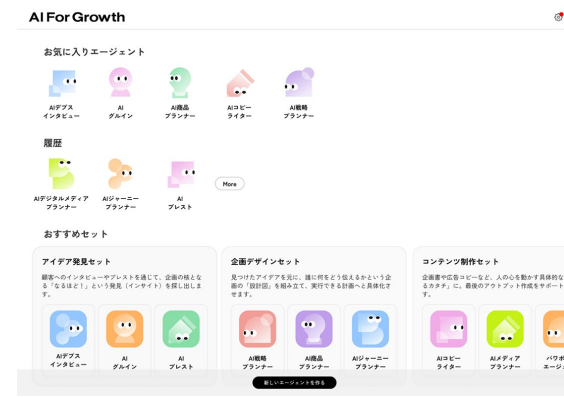 AI For Growth
お気に入りエージェント
AIデプス
インタビュー
AI
グルイン
AI商品
プランナー
AIコピー
ライター
AI戦略
プランナー
履歴
AIデジタルメディア
プランナー
AIジャーニー
プランナー
AI
ブレスト
More
おすすめセット
アイデア発見セット
顧客へのインタビューやブレストを通じて、企画の核とな
る「なるほど！」という発見（インサイト）を探し出しま
す。
AIデプス
インタビュー
AI
グルイン
AI
ブレスト
企画デザインセット
見つけたアイデアを元に、誰に何をどう伝えるかという企
画の「設計図」を組み立て、実行できる計画へと具体化さ
せます。
AI戦略
プランナー
AI商品
プランナー
AIジャーニー
プランナー
コンテンツ制作セット
企画書や広告コピーなど、人の心を動かす具体的な
るカタチ」に。最後のアウトプット作成をサポート
す。
AIコピー
ライター
AIメディア
プランナー
パワポ
エージ
新しいエージェントを作る